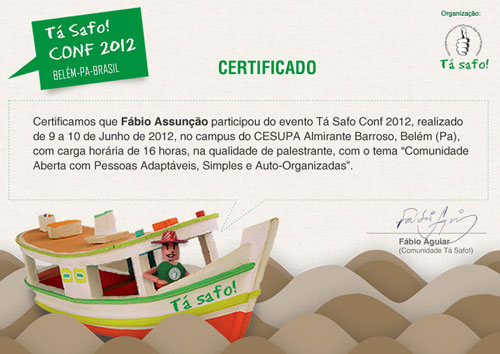 Tá Safo!
CONF 2012
BELÉM-PA-BRASIL
Organização:
Tá safo!
CERTIFICADO
Certificamos que Fábio Assunção participou do evento Tá Safo Conf 2012, realizado
de 9 a 10 de Junho de 2012, no campus do CESUPA Almirante Barroso, Belém (Pa),
com carga horária de 16 horas, na qualidade de palestrante, com o tema “Comunidade
Aberta com Pessoas Adaptáveis, Simples e Auto-Organizadas”.
Fábio Aguiar
(Comunidade Tá Safo!)
Tá safo!